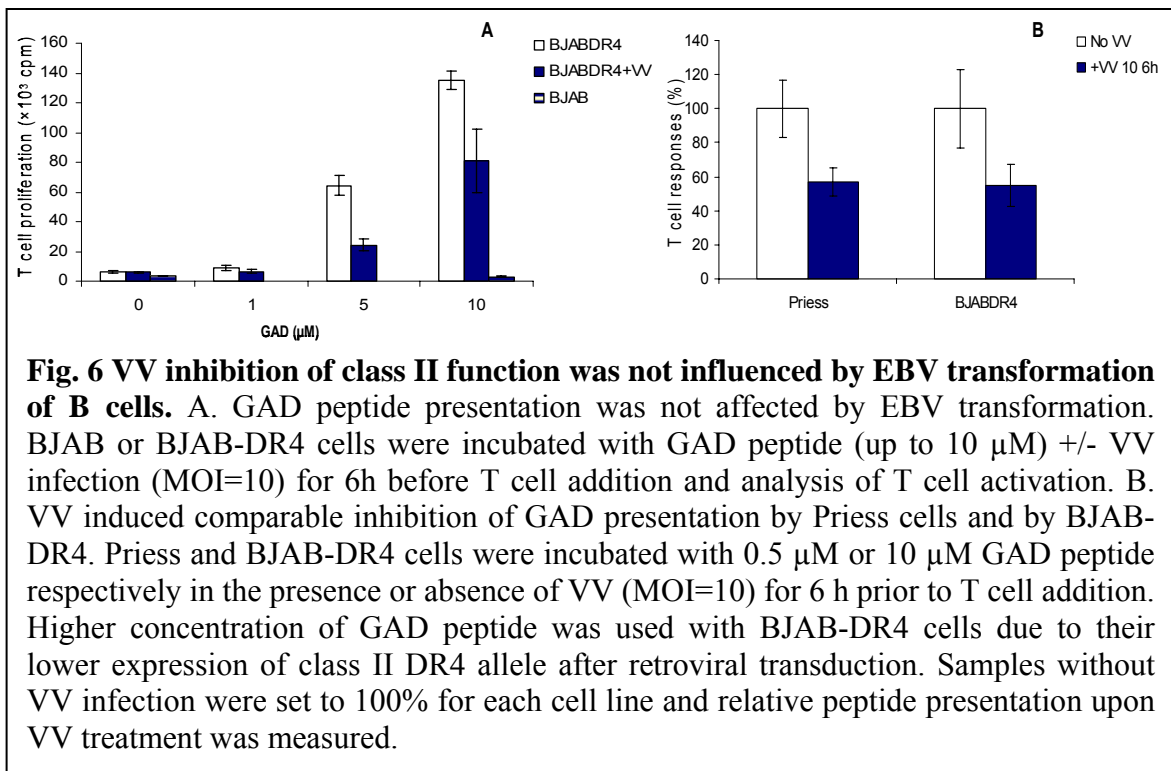 A
T cell proliferation (×10³ cpm)
160
140
120
100
80
60
40
20
0
0 1 5 10
GAD (µM)
BJABDR4
BJABDR4+VV
BJAB
B
T cell responses (%)
140
120
100
80
60
40
20
0
Priess BJABDR4
No VV
+VV 10 6h
Fig. 6 VV inhibition of class II function was not influenced by EBV transformation
of B cells. A. GAD peptide presentation was not affected by EBV transformation.
BJAB or BJAB-DR4 cells were incubated with GAD peptide (up to 10 µM) +/- VV
infection (MOI=10) for 6h before T cell addition and analysis of T cell activation. B.
VV induced comparable inhibition of GAD presentation by Priess cells and by BJAB-
DR4. Priess and BJAB-DR4 cells were incubated with 0.5 µM or 10 µM GAD peptide
respectively in the presence or absence of VV (MOI=10) for 6 h prior to T cell addition.
Higher concentration of GAD peptide was used with BJAB-DR4 cells due to their
lower expression of class II DR4 allele after retroviral transduction. Samples without
VV infection were set to 100% for each cell line and relative peptide presentation upon
VV treatment was measured.